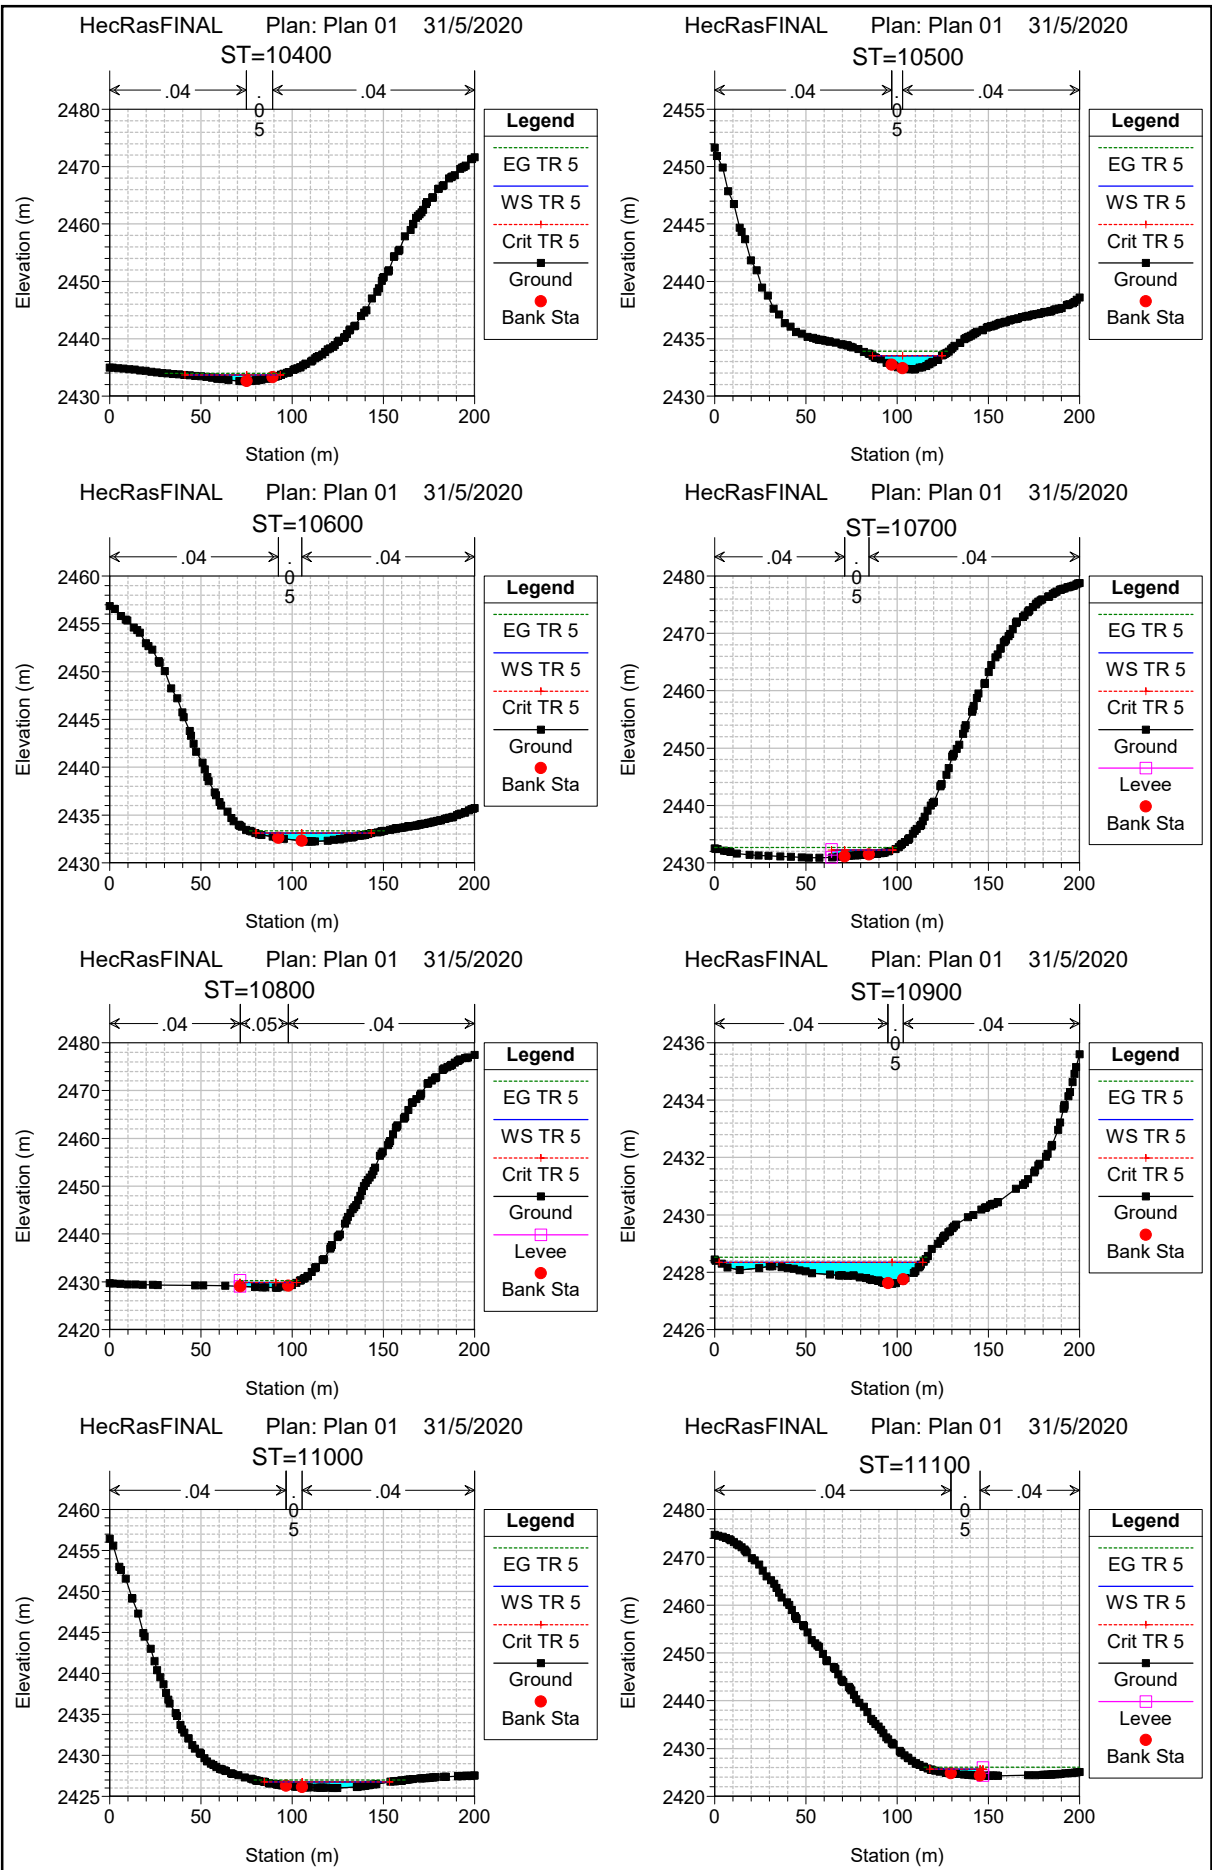 HecRasFINAL Plan: Plan 01 31/5/2020
ST=10400
.04 .05 .04
2480
2470
2460
2450
2440
2430
0 50 100 150 200
Elevation (m)
Station (m)
Legend
EG TR 5
WS TR 5
Crit TR 5
Ground
Bank Sta
HecRasFINAL Plan: Plan 01 31/5/2020
ST=10500
.04 .05 .04
2455
2450
2445
2440
2435
2430
0 50 100 150 200
Elevation (m)
Station (m)
Legend
EG TR 5
WS TR 5
Crit TR 5
Ground
Bank Sta
HecRasFINAL Plan: Plan 01 31/5/2020
ST=10600
.04 .05 .04
2460
2455
2450
2445
2440
2435
2430
0 50 100 150 200
Elevation (m)
Station (m)
Legend
EG TR 5
WS TR 5
Crit TR 5
Ground
Bank Sta
HecRasFINAL Plan: Plan 01 31/5/2020
ST=10700
.04 .05 .04
2480
2470
2460
2450
2440
2430
0 50 100 150 200
Elevation (m)
Station (m)
Legend
EG TR 5
WS TR 5
Crit TR 5
Ground
Levee
Bank Sta
HecRasFINAL Plan: Plan 01 31/5/2020
ST=10800
.04 .05 .04
2480
2470
2460
2450
2440
2430
2420
0 50 100 150 200
Elevation (m)
Station (m)
Legend
EG TR 5
WS TR 5
Crit TR 5
Ground
Levee
Bank Sta
HecRasFINAL Plan: Plan 01 31/5/2020
ST=10900
.04 .05 .04
2436
2434
2432
2430
2428
2426
0 50 100 150 200
Elevation (m)
Station (m)
Legend
EG TR 5
WS TR 5
Crit TR 5
Ground
Bank Sta
HecRasFINAL Plan: Plan 01 31/5/2020
ST=11000
.04 .05 .04
2460
2455
2450
2445
2440
2435
2430
2425
0 50 100 150 200
Elevation (m)
Station (m)
Legend
EG TR 5
WS TR 5
Crit TR 5
Ground
Bank Sta
HecRasFINAL Plan: Plan 01 31/5/2020
ST=11100
.04 .05 .04
2480
2470
2460
2450
2440
2430
2420
0 50 100 150 200
Elevation (m)
Station (m)
Legend
EG TR 5
WS TR 5
Crit TR 5
Ground
Levee
Bank Sta